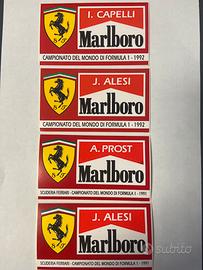 I. CAPELLI
Marlboro
CAMPIONATO DEL MONDO DI FORMULA 1 - 1992
J. ALESI
Marlboro
CAMPIONATO DEL MONDO DI FORMULA 1 - 1992
A. PROST
Marlboro
SCUDERIA FERRARI - CAMPIONATO DEL MONDO DI FORMULA 1 - 1991
J. ALESI
Marlboro
SCUDERIA FERRARI - CAMPIONATO DEL MONDO DI FORMULA 1 - 1991
subito